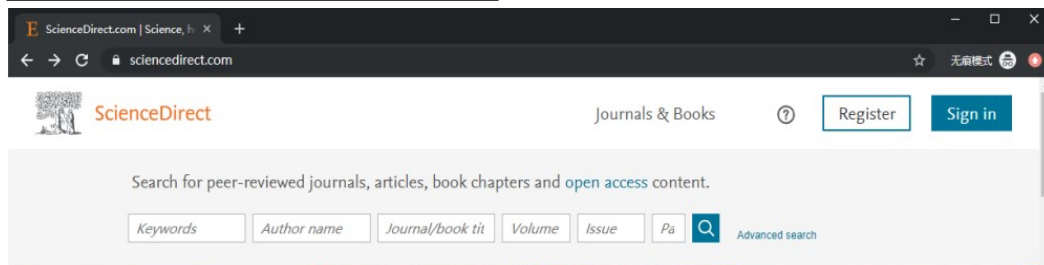 E ScienceDirect.com | Science, h
sciencedirect.com
无痕模式
ScienceDirect
Journals & Books
?
Register
Sign in
Search for peer-reviewed journals, articles, book chapters and open access content.
Keywords
Author name
Journal/book tit
Volume
Issue
Pa
Advanced search